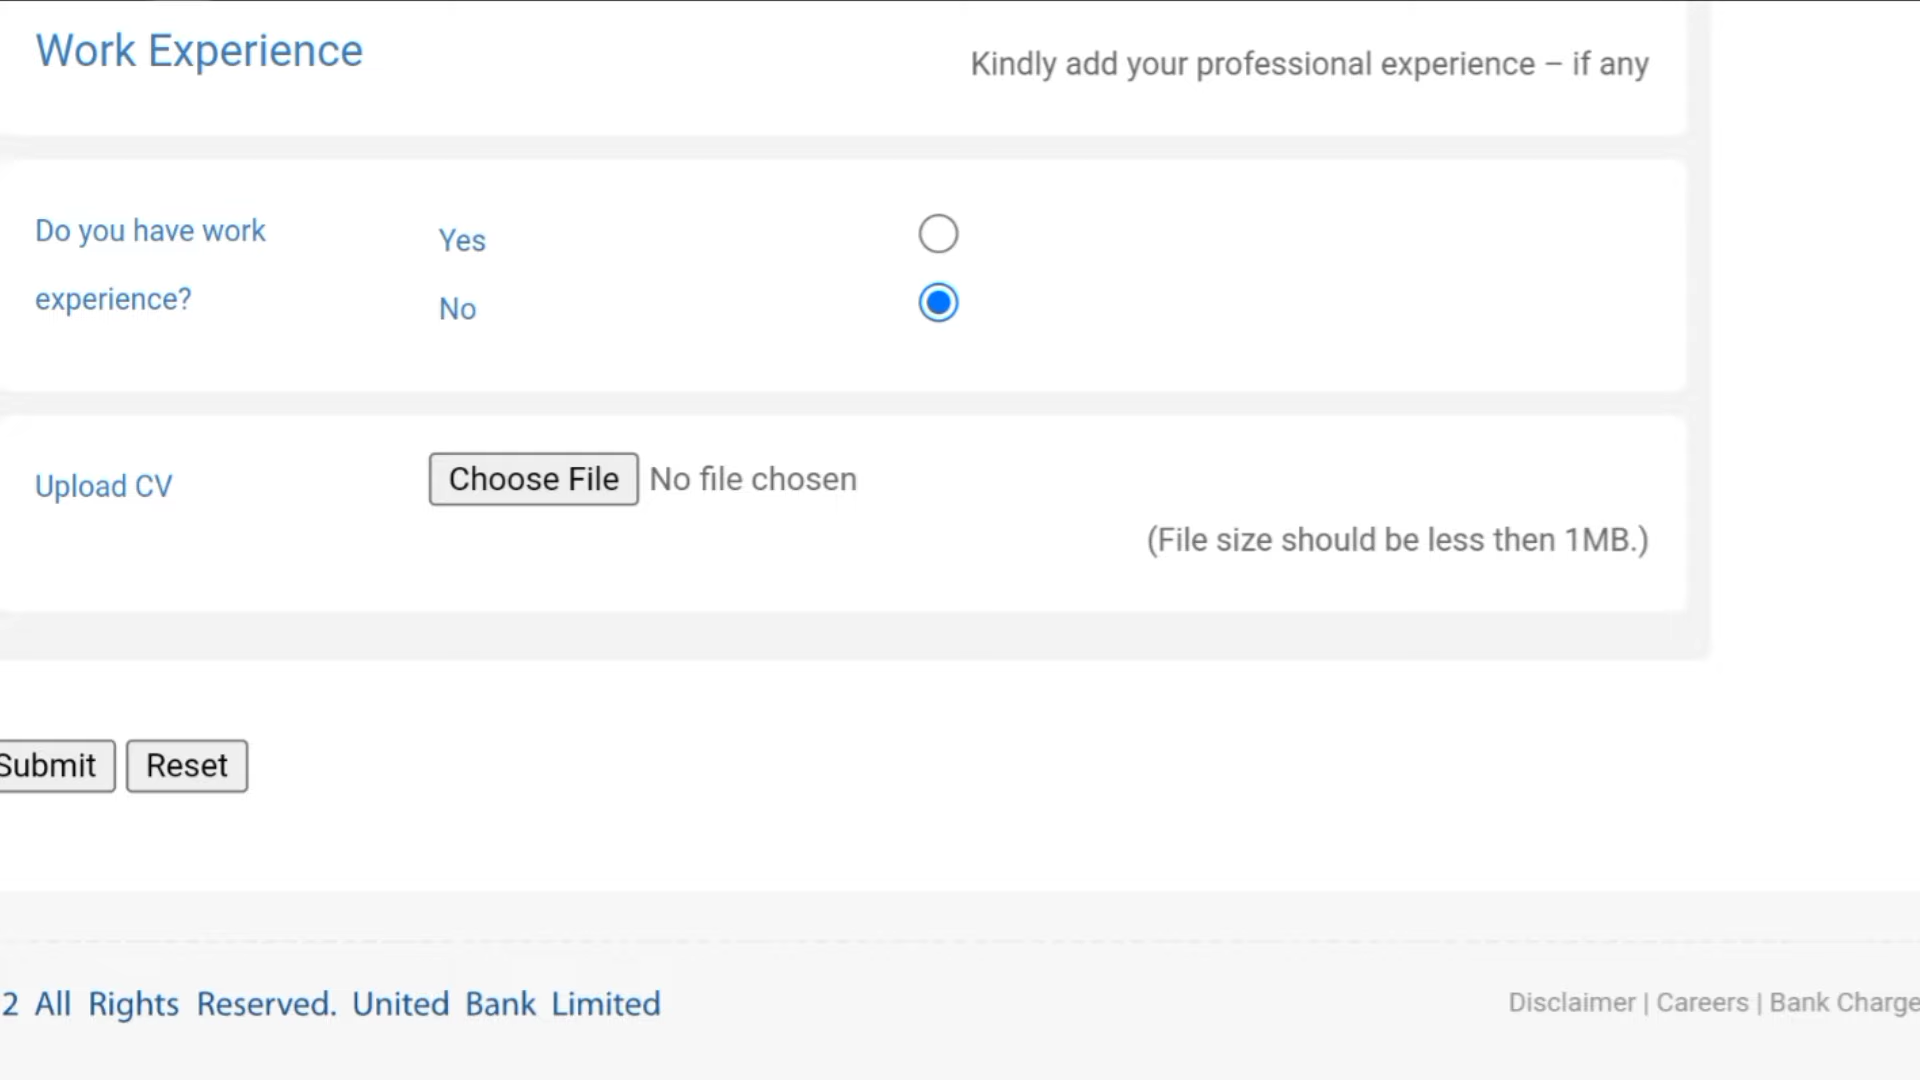 Work Experience
Kindly add your professional experience – if any
Do you have work
experience?
Yes
No
Upload CV
Choose File No file chosen
(File size should be less then 1MB.)
Submit Reset
2 All Rights Reserved. United Bank Limited
Disclaimer | Careers | Bank Charge